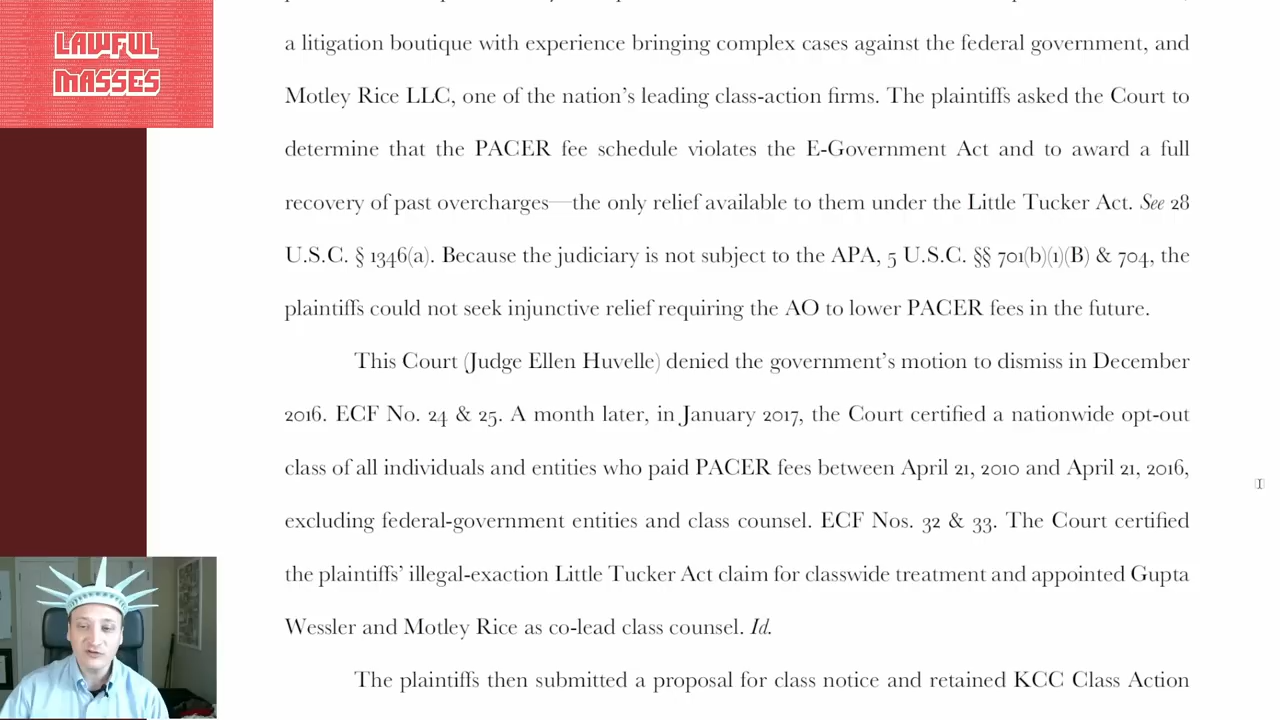 LAWFUL
MASSES
a litigation boutique with experience bringing complex cases against the federal government, and
Motley Rice LLC, one of the nation’s leading class-action firms. The plaintiffs asked the Court to
determine that the PACER fee schedule violates the E-Government Act and to award a full
recovery of past overcharges—the only relief available to them under the Little Tucker Act. See 28
U.S.C. § 1346(a). Because the judiciary is not subject to the APA, 5 U.S.C. §§ 701(b)(1)(B) & 704, the
plaintiffs could not seek injunctive relief requiring the AO to lower PACER fees in the future.
This Court (Judge Ellen Huvelle) denied the government’s motion to dismiss in December
2016. ECF No. 24 & 25. A month later, in January 2017, the Court certified a nationwide opt-out
class of all individuals and entities who paid PACER fees between April 21, 2010 and April 21, 2016,
excluding federal-government entities and class counsel. ECF Nos. 32 & 33. The Court certified
the plaintiffs’ illegal-exaction Little Tucker Act claim for classwide treatment and appointed Gupta
Wessler and Motley Rice as co-lead class counsel. Id.
The plaintiffs then submitted a proposal for class notice and retained KCC Class Action